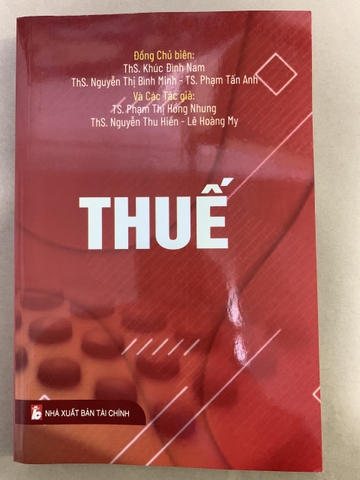 Đồng Chủ biên:
ThS. Khúc Đình Nam
ThS. Nguyễn Thị Bình Minh - TS. Phạm Tấn Anh
Và Các Tác giả:
TS. Phạm Thị Hồng Nhung
ThS. Nguyễn Thu Hiền - Lê Hoàng My
THUẾ
NHÀ XUẤT BẢN TÀI CHÍNH